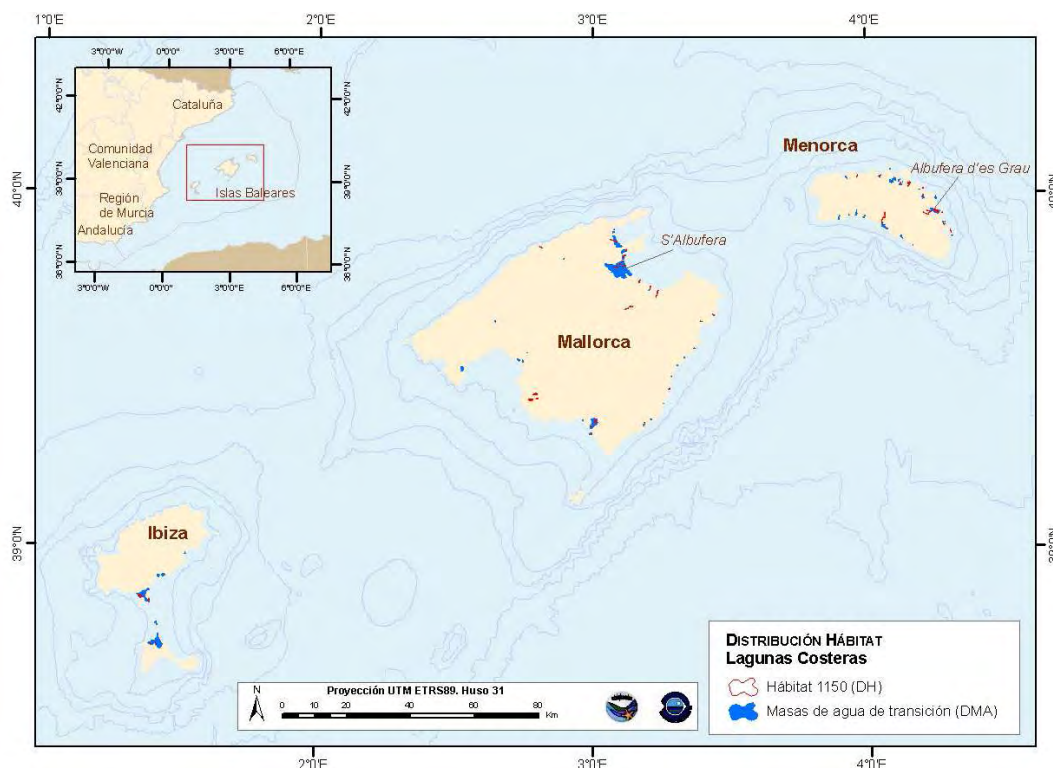 1°0'E
2°0'E
3°0'E
4°0'E
3°0'0"W
0°0'0"
3°0'0"E
6°0'0"E
42°0'0"N
42°0'0"N
Cataluña
Comunidad
Valenciana
39°0'0"N
39°0'0"N
Islas Baleares
Región
de Murcia
Andalucía
36°0'0"N
36°0'0"N
3°0'0"W
0°0'0"
3°0'0"E
6°0'0"E
Menorca
Albufera d'es Grau
40°0'N
40°0'N
S'Albufera
Mallorca
Ibiza
39°0'N
39°0'N
DISTRIBUCIÓN HÁBITAT
Lagunas Costeras
Hábitat 1150 (DH)
Masas de agua de transición (DMA)
N
Proyección UTM ETRS89. Huso 31
0 10 20 40 60 80
Km
2°0'E
3°0'E
4°0'E